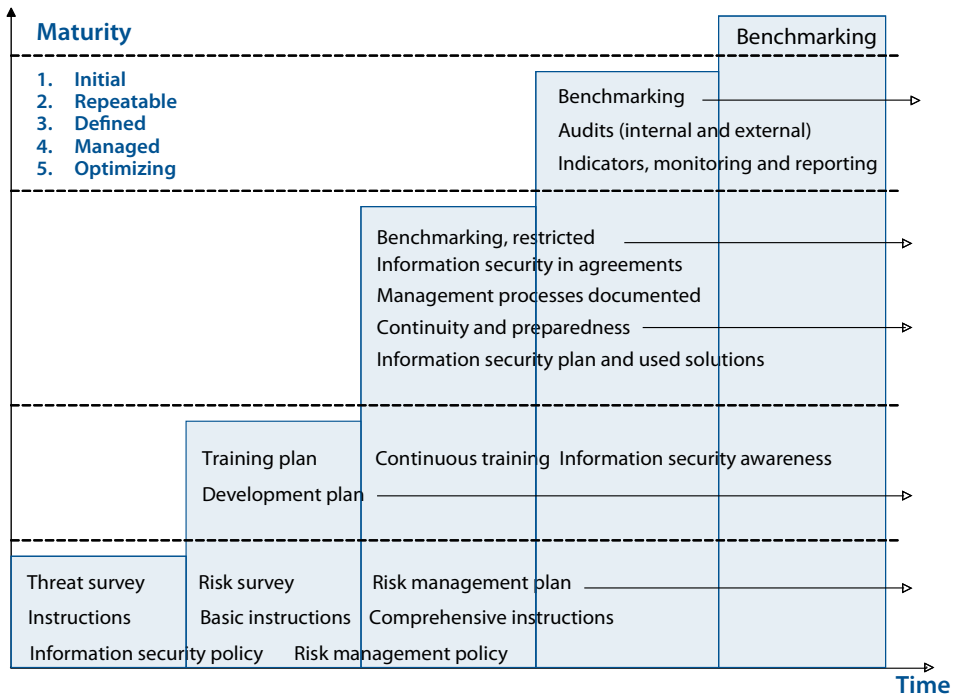 Maturity
Benchmarking
1. Initial
2. Repeatable
3. Defined
4. Managed
5. Optimizing
Benchmarking
Audits (internal and external)
Indicators, monitoring and reporting
Benchmarking, restricted
Information security in agreements
Management processes documented
Continuity and preparedness
Information security plan and used solutions
Training plan Continuous training Information security awareness
Development plan
Threat survey Risk survey Risk management plan
Instructions Basic instructions Comprehensive instructions
Information security policy Risk management policy
Time